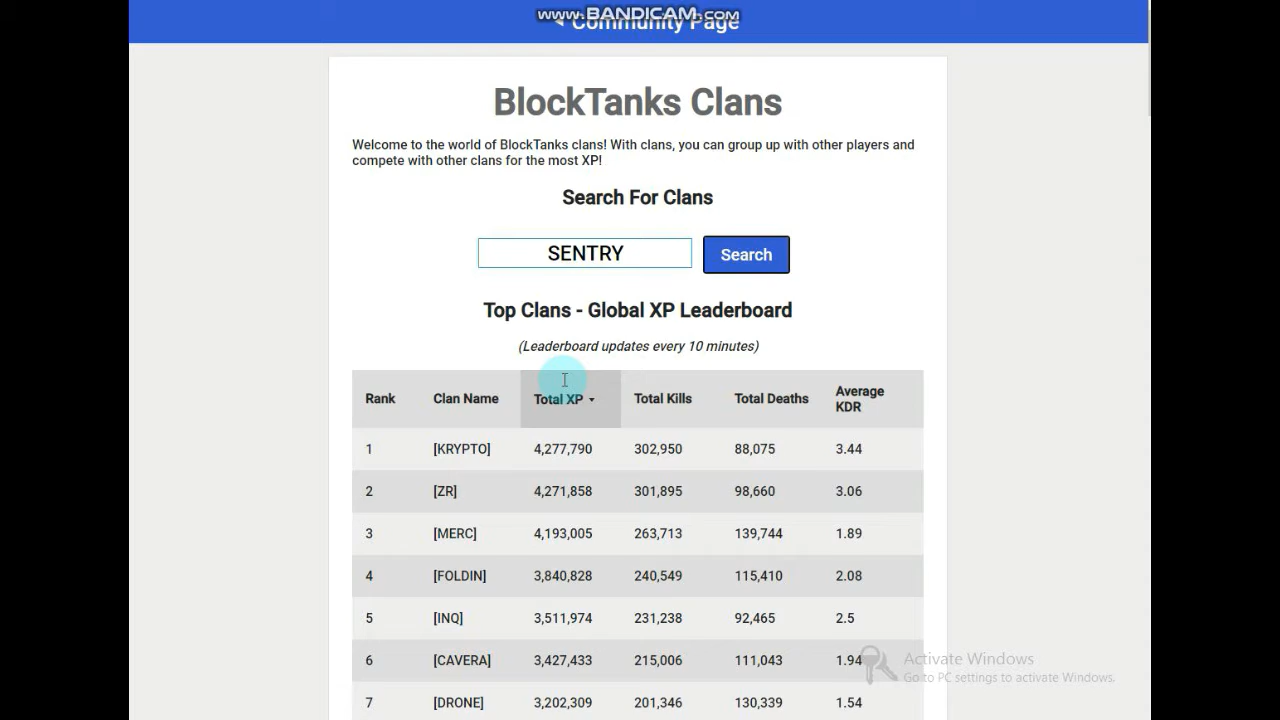 www.BANDICAM.com
Community Page
BlockTanks Clans
Welcome to the world of BlockTanks clans! With clans, you can group up with other players and
compete with other clans for the most XP!
Search For Clans
SENTRY Search
Top Clans - Global XP Leaderboard
(Leaderboard updates every 10 minutes)
Rank Clan Name Total XP Total Kills Total Deaths Average KDR
1 [KRYPTO] 4,277,790 302,950 88,075 3.44
2 [ZR] 4,271,858 301,895 98,660 3.06
3 [MERC] 4,193,005 263,713 139,744 1.89
4 [FOLDIN] 3,840,828 240,549 115,410 2.08
5 [INQ] 3,511,974 231,238 92,465 2.5
6 [CAVERA] 3,427,433 215,006 111,043 1.94
7 [DRONE] 3,202,309 201,346 130,339 1.54
Activate Windows
Go to PC settings to activate Windows.